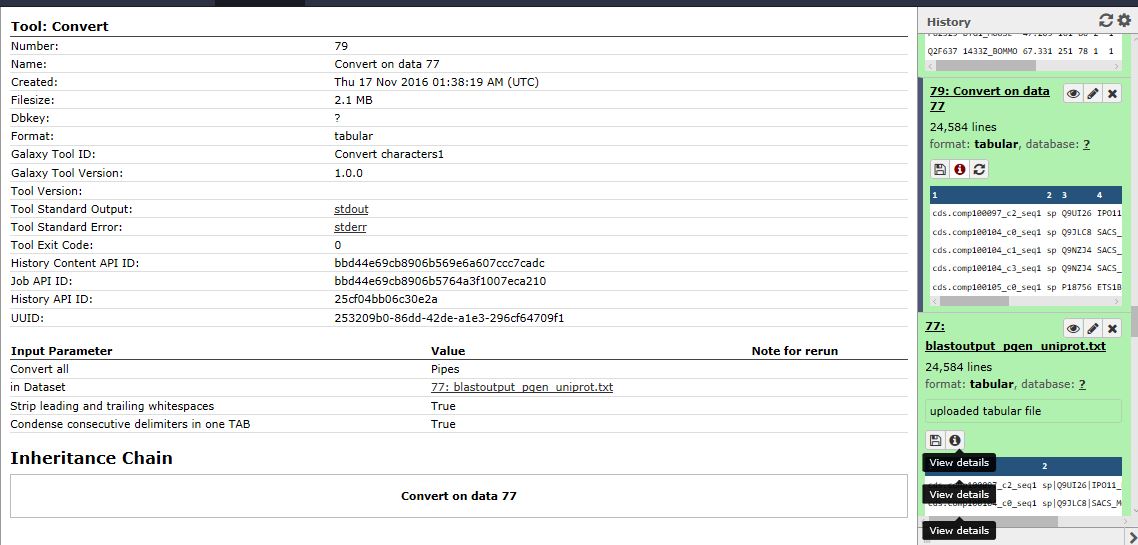 Tool: Convert
Number: 79
Name: Convert on data 77
Created: Thu 17 Nov 2016 01:38:19 AM (UTC)
Filesize: 2.1 MB
Dbkey: ?
Format: tabular
Galaxy Tool ID: Convert characters1
Galaxy Tool Version: 1.0.0
Tool Version:
Tool Standard Output: stdout
Tool Standard Error: stderr
Tool Exit Code: 0
History Content API ID: bbd44e69cb8906b569e6a607ccc7cadc
Job API ID: bbd44e69cb8906b5764a3f1007eca210
History API ID: 25cf04bb06c30e2a
UUID: 253209b0-86dd-42de-a1e3-296cf64709f1
Input Parameter Value Note for rerun
Convert all Pipes
in Dataset 77: blastoutput_pgen_uniprot.txt
Strip leading and trailing whitespaces True
Condense consecutive delimiters in one TAB True
Inheritance Chain
Convert on data 77
History
Q2F637 1433Z_BOMMO 67.331 251 78 1 1
79: Convert on data
77
24,584 lines
format: tabular, database: ?
1 2 3 4
cds.comp100097_c2_seq1 sp Q9UI26 IPO11
cds.comp100104_c0_seq1 sp Q9JLC8 SACS_
cds.comp100104_c1_seq1 sp Q9NZJ4 SACS_
cds.comp100104_c3_seq1 sp Q9NZJ4 SACS_
cds.comp100105_c0_seq1 sp P18756 ETS1B
77:
blastoutput_pgen_uniprot.txt
24,584 lines
format: tabular, database: ?
uploaded tabular file
View details
2
_c2_seq1 sp|Q9UI26|IPO11_
View details
_c0_seq1 sp|Q9JLC8|SACS_M
View details